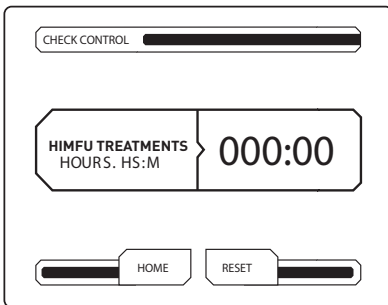 CHECK CONTROL
HIMFU TREATMENTS
HOURS. HS:M
000:00
HOME
RESET